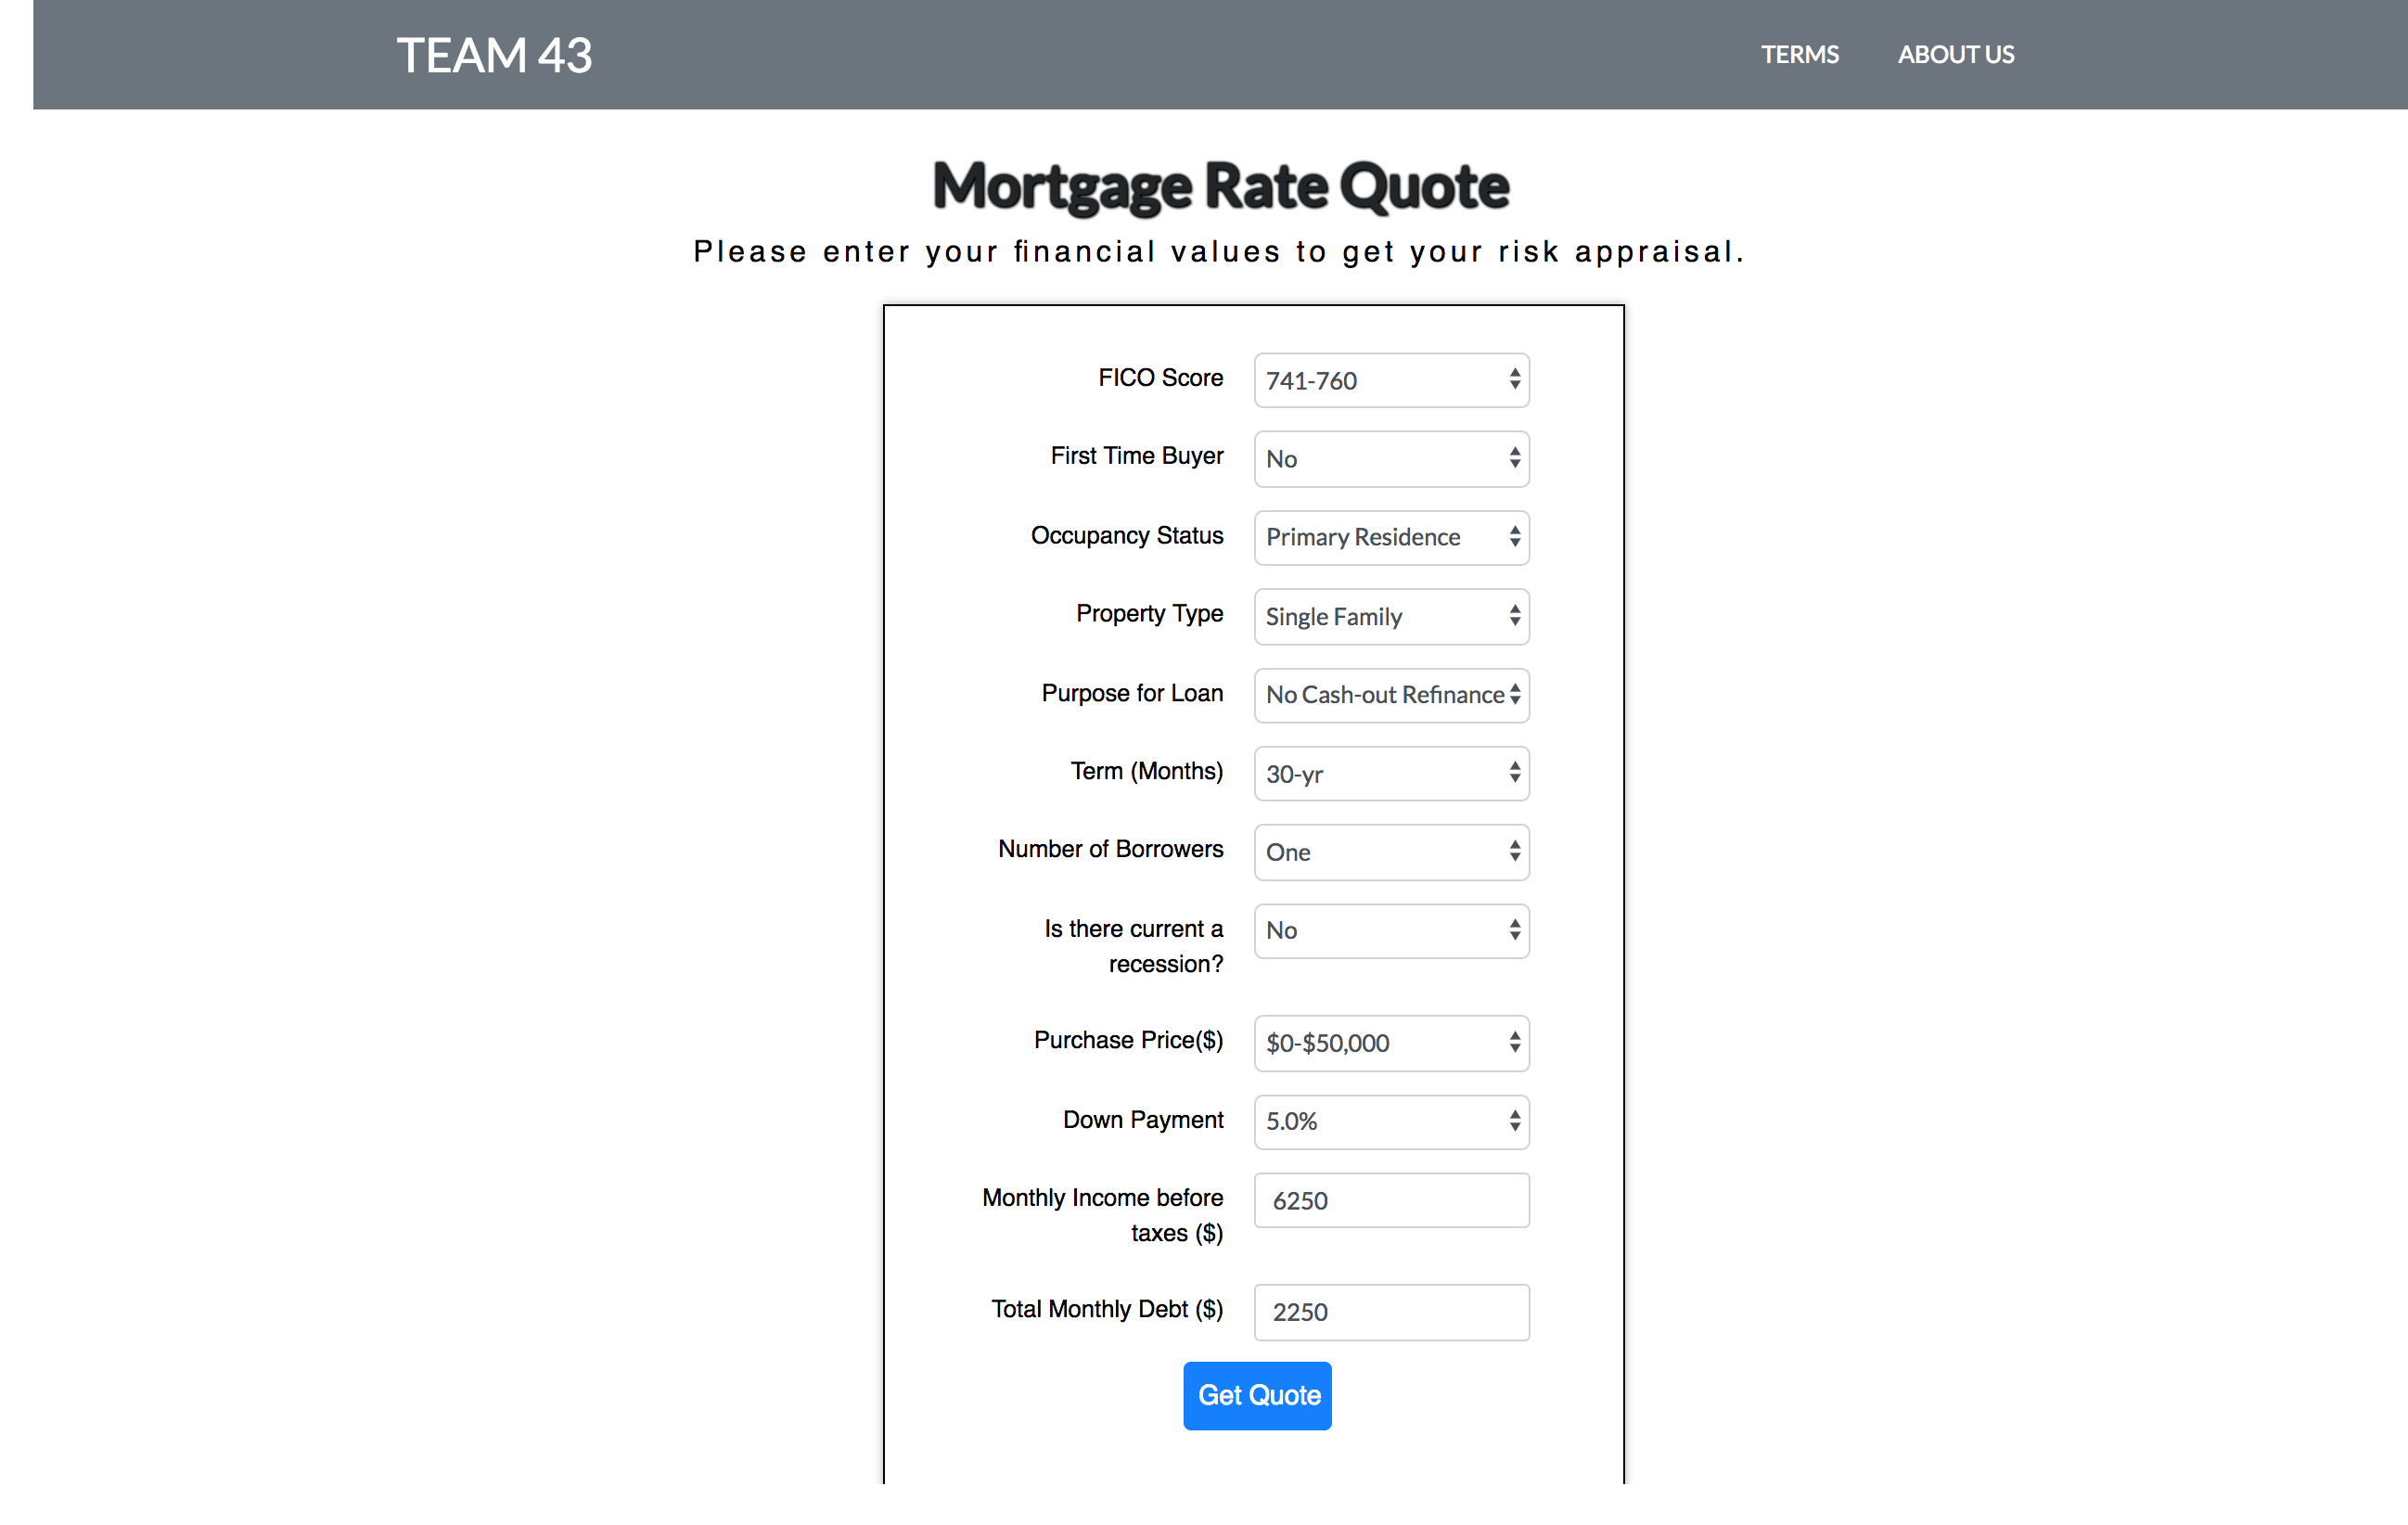 TEAM 43 TERMS ABOUT US
Mortgage Rate Quote
Please enter your financial values to get your risk appraisal.
FICO Score 741-760
First Time Buyer No
Occupancy Status Primary Residence
Property Type Single Family
Purpose for Loan No Cash-out Refinance
Term (Months) 30-yr
Number of Borrowers One
Is there current a No
recession?
Purchase Price($) $0-$50,000
Down Payment 5.0%
Monthly Income before 6250
taxes ($)
Total Monthly Debt ($) 2250
Get Quote